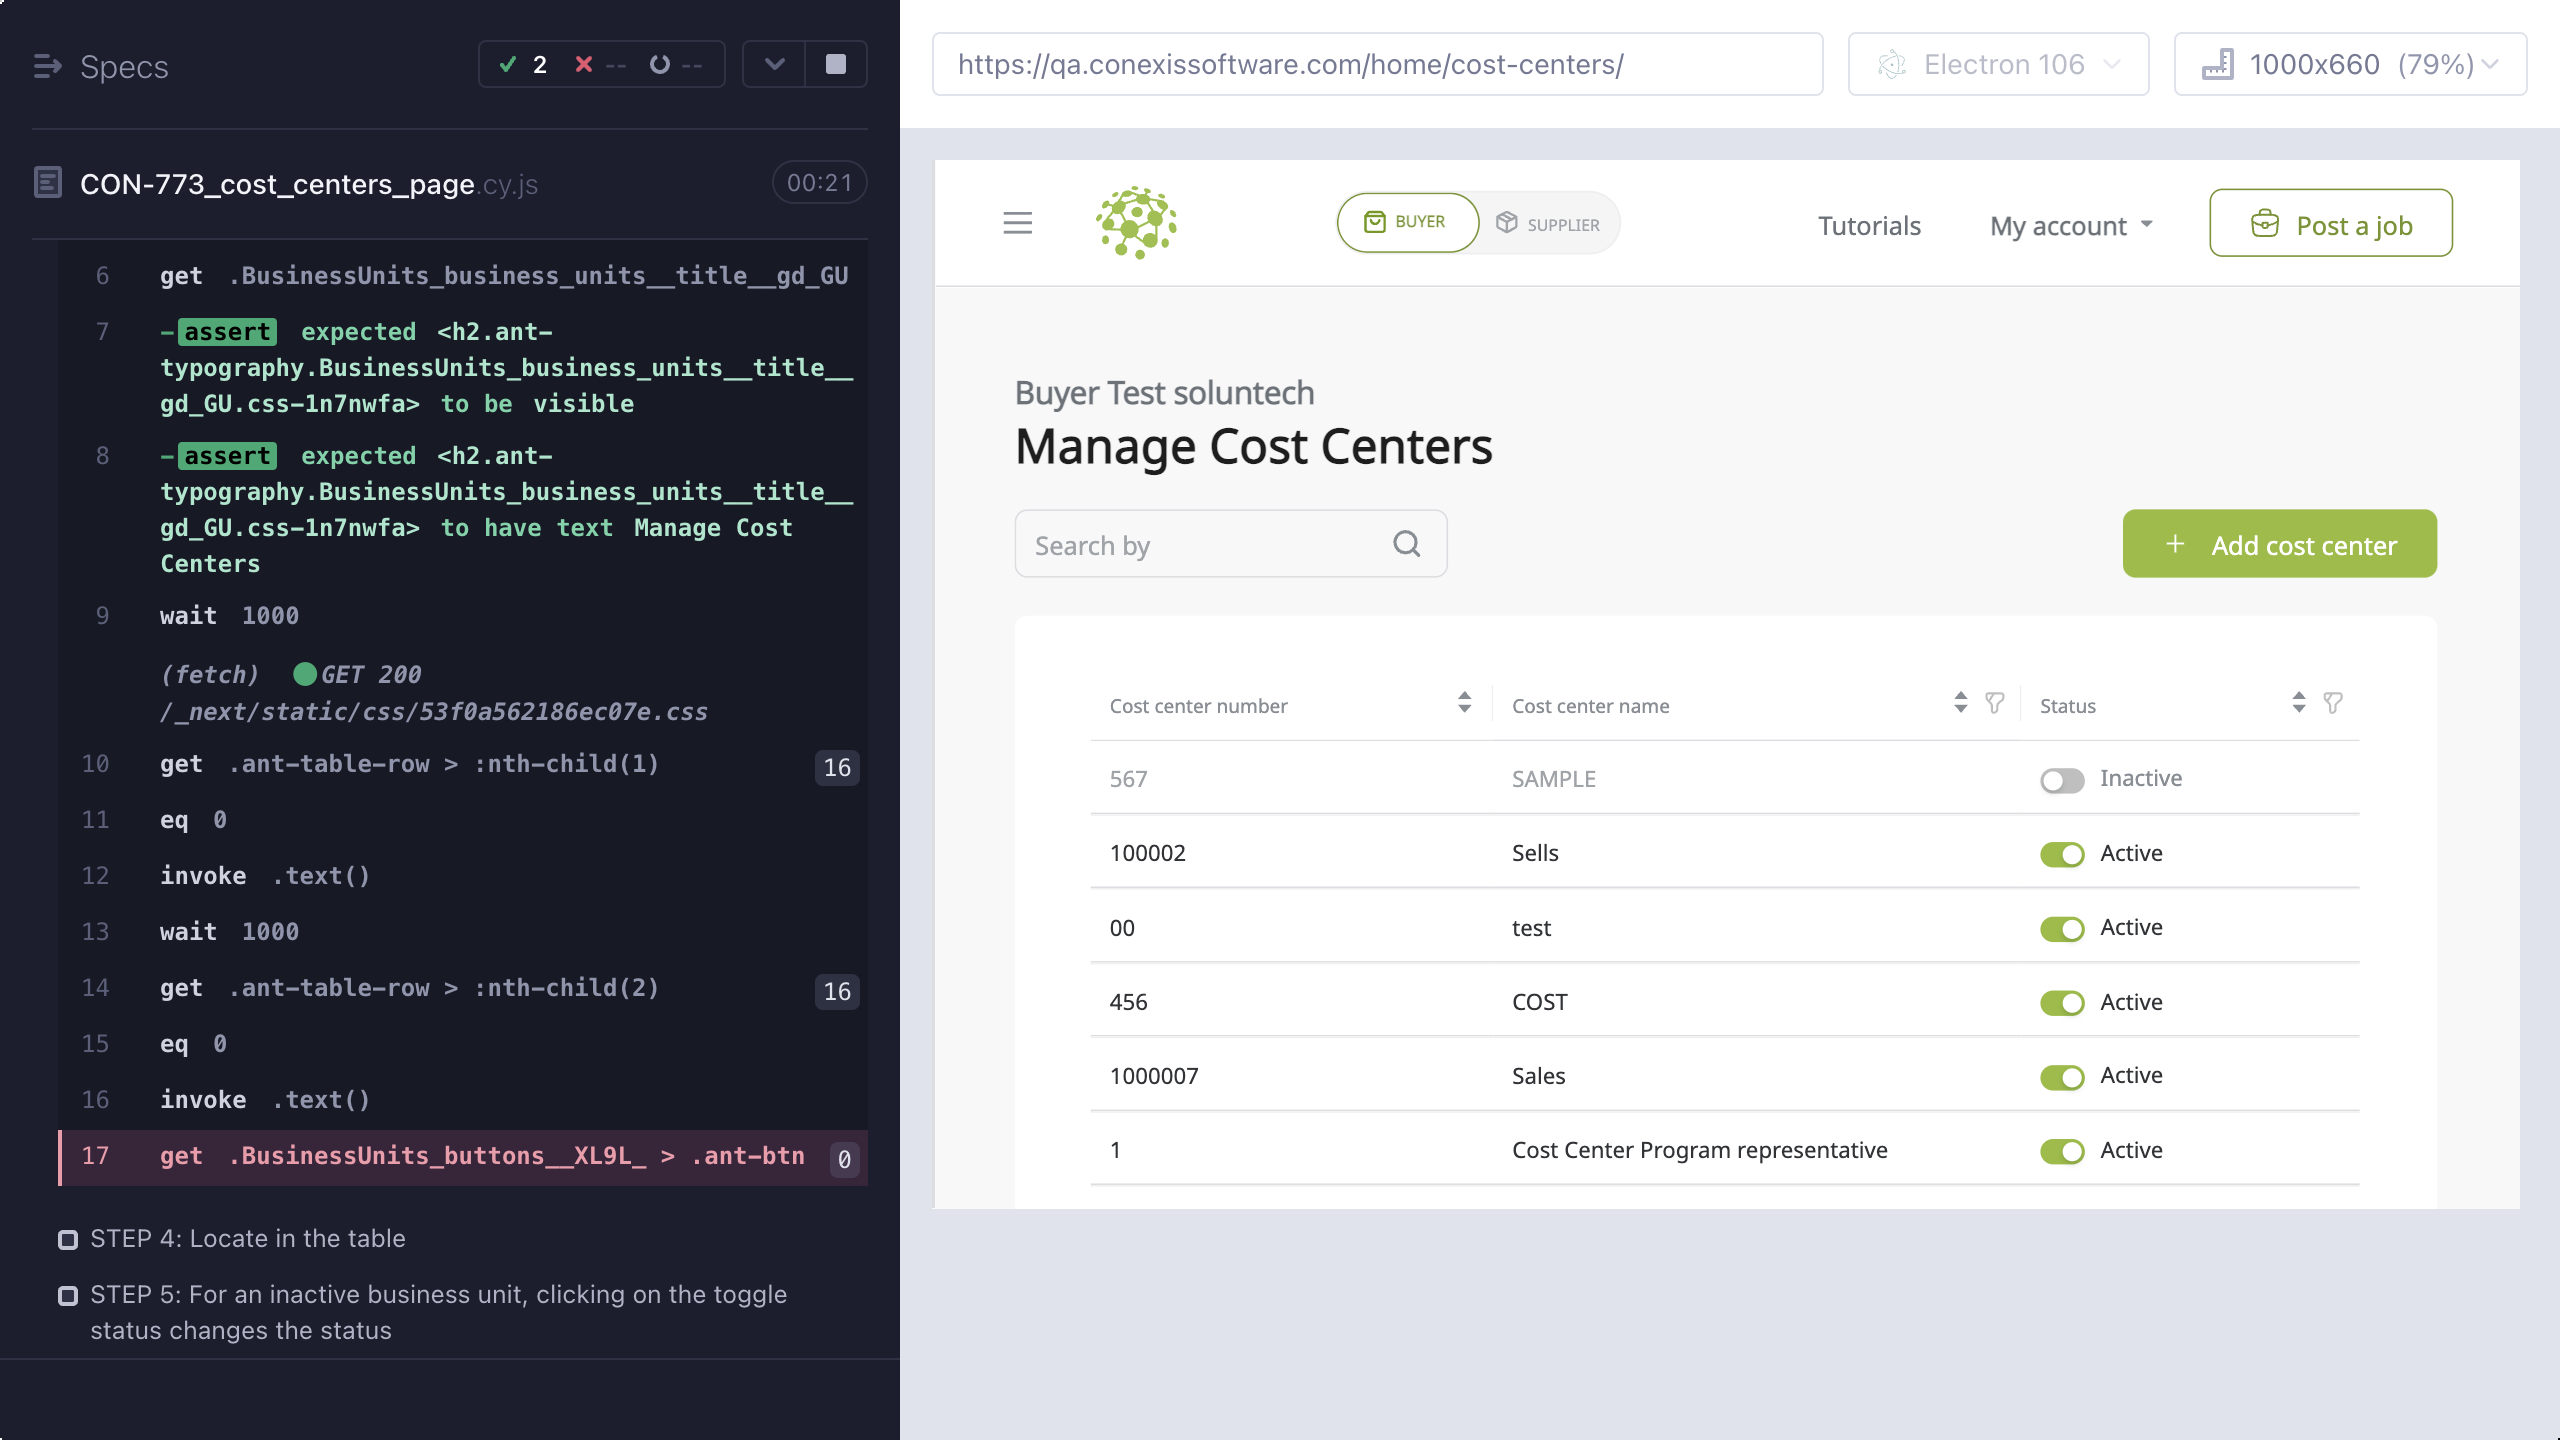 Specs
2
--
--
CON-773_cost_centers_page.cy.js
00:21
6 get .BusinessUnits_business_units__title__gd_GU
7 -assert expected <h2.ant-
typography.BusinessUnits_business_units__title__
gd_GU.css-1n7nwfa> to be visible
8 -assert expected <h2.ant-
typography.BusinessUnits_business_units__title__
gd_GU.css-1n7nwfa> to have text Manage Cost
Centers
9 wait 1000
(fetch) GET 200
/_next/static/css/53f0a562186ec07e.css
10 get .ant-table-row > :nth-child(1) 16
11 eq 0
12 invoke .text()
13 wait 1000
14 get .ant-table-row > :nth-child(2) 16
15 eq 0
16 invoke .text()
17 get .BusinessUnits_buttons__XL9L_ > .ant-btn 0
STEP 4: Locate in the table
STEP 5: For an inactive business unit, clicking on the toggle
status changes the status
https://qa.conexissoftware.com/home/cost-centers/
Electron 106
1000x660 (79%)
BUYER
SUPPLIER
Tutorials
My account
Post a job
Buyer Test soluntech
Manage Cost Centers
Search by
+ Add cost center
Cost center number Cost center name Status
567 SAMPLE Inactive
100002 Sells Active
00 test Active
456 COST Active
1000007 Sales Active
1 Cost Center Program representative Active